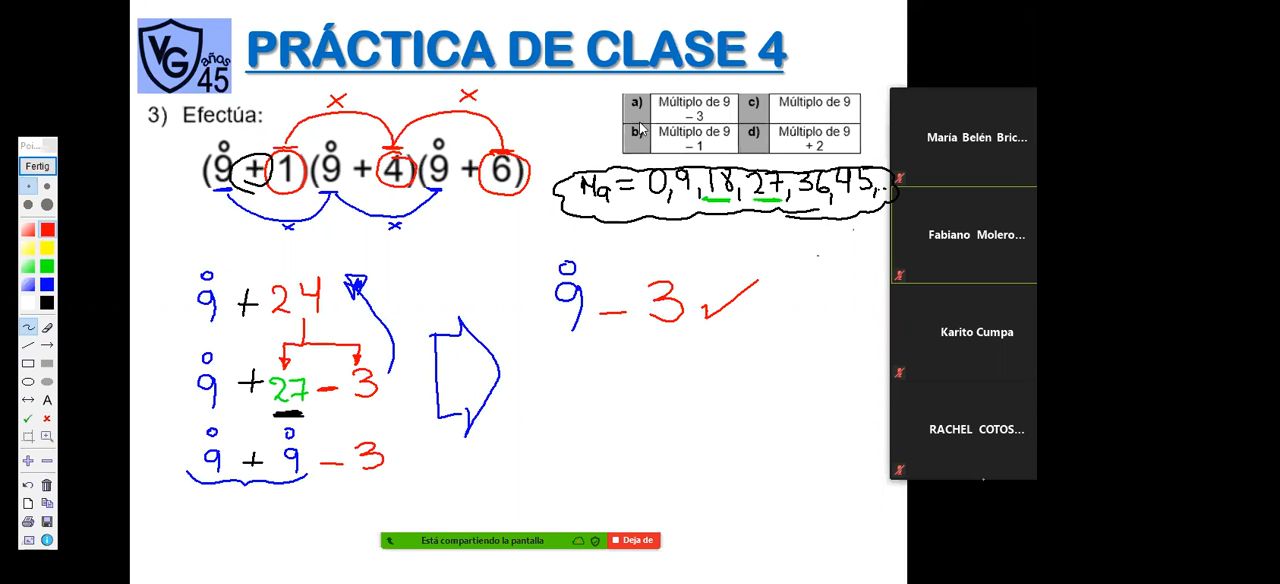 VG
años
45
PRÁCTICA DE CLASE 4
3) Efectúa:
x x
(9̊ + 1)(9̊ + 4)(9̊ + 6)
x x
a) Múltiplo de 9 – 3 c) Múltiplo de 9
b) Múltiplo de 9 – 1 d) Múltiplo de 9 + 2
M9 = 0, 9, 18, 27, 36, 45, ..
9̊ + 24
9̊ + 27 - 3
9̊ + 9̊ - 3
9̊ - 3 ✓
Poi...
Fertig
A
María Belén Bric...
Fabiano Molero...
Karito Cumpa
RACHEL COTOS...
Está compartiendo la pantalla
Deja de